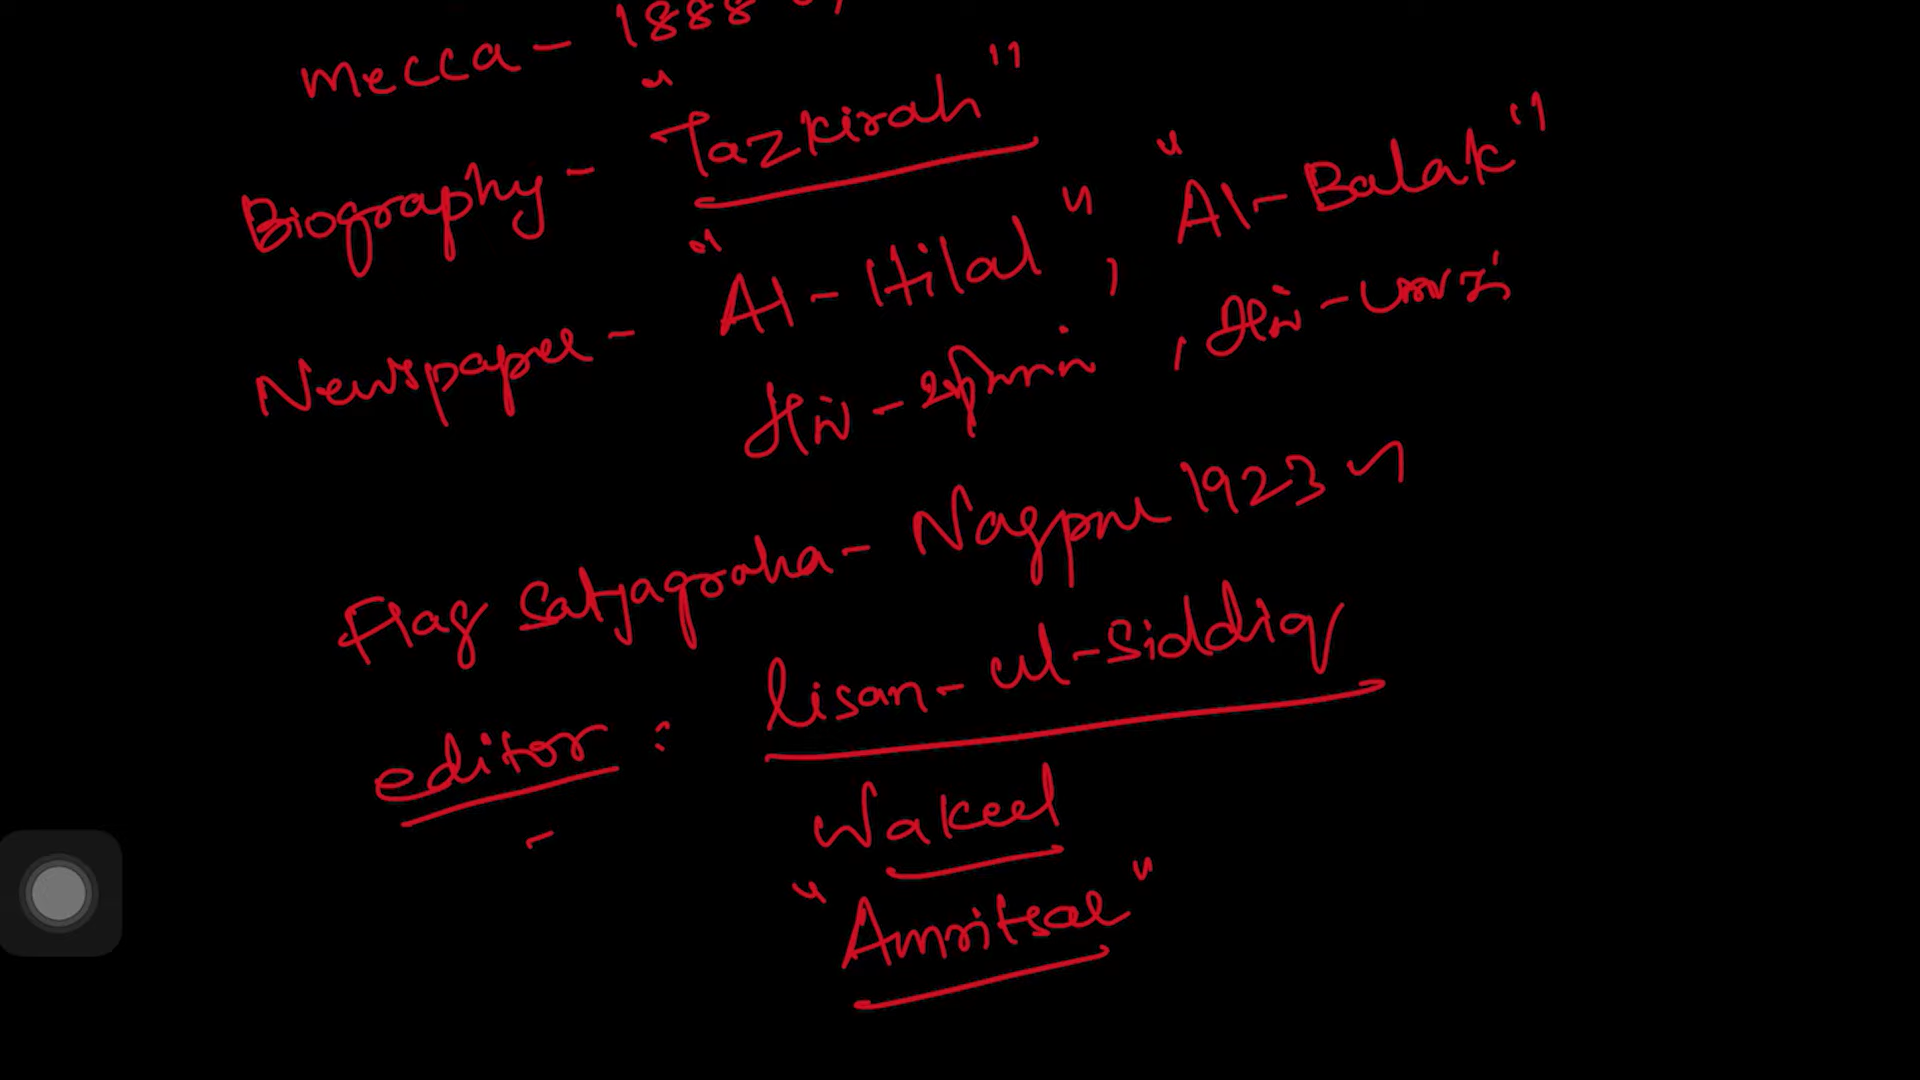 Mecca - 1888
Biography - "Tazkirah"
Newspaper - "Al-Hilal", "Al-Balak"
Flag Satyagraha - Nagpur 1923
editor : lisan-ul-Siddiq
Wakeel
"Amritsar"